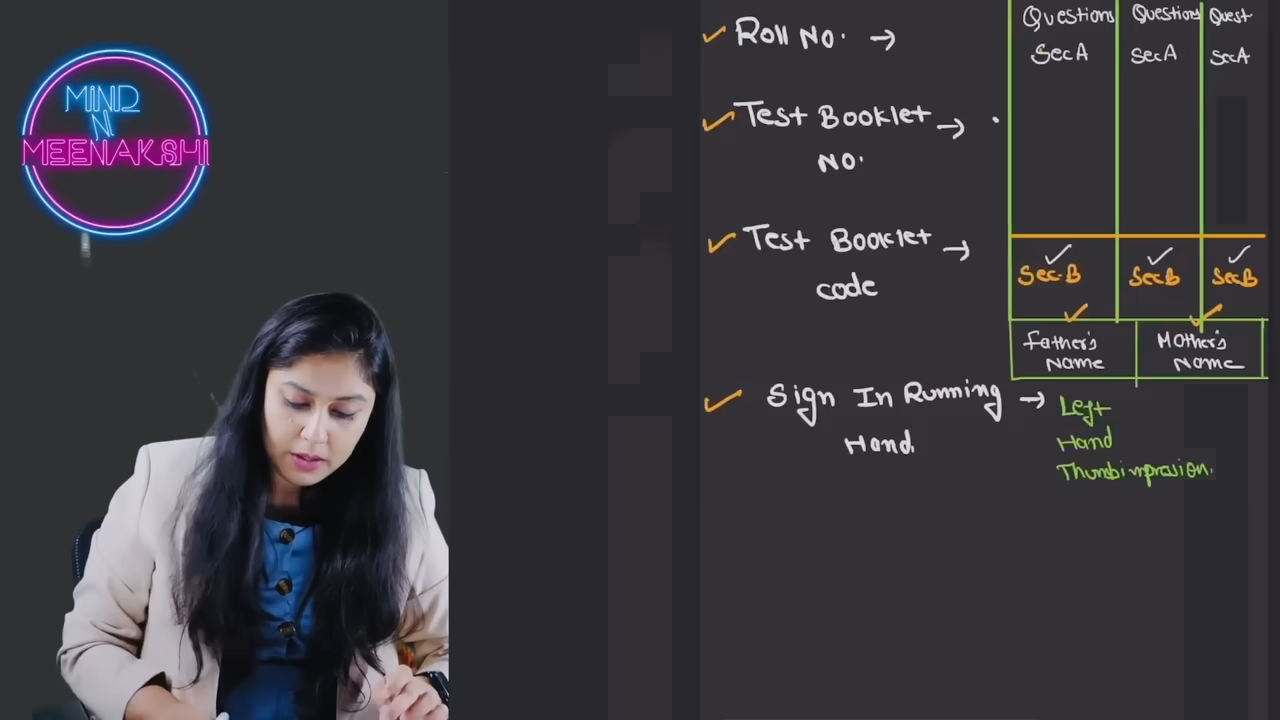 MIND
N
MEENAKSHI
Roll No. →
Test Booklet →
No.
Test Booklet →
code
Sign In Running →
Hand
Questions Questions Quest
Sec A Sec A Sec A
Sec-B Sec B Sec B
Father's Mother's
Name Name
Left
Hand
Thumbimpression.